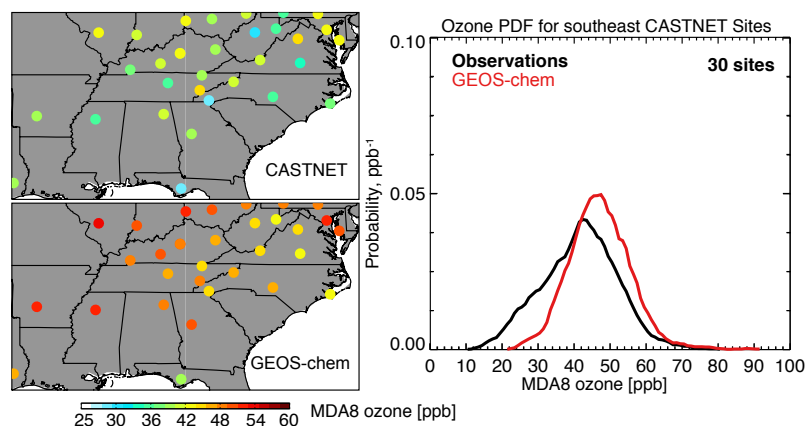 CASTNET
GEOS-chem
25 30 36 42 48 54 60
MDA8 ozone [ppb]
Ozone PDF for southeast CASTNET Sites
0.10
Observations
30 sites
GEOS-chem
0.05
0.00
Probability, ppb-1
0 10 20 30 40 50 60 70 80 90 100
MDA8 ozone [ppb]